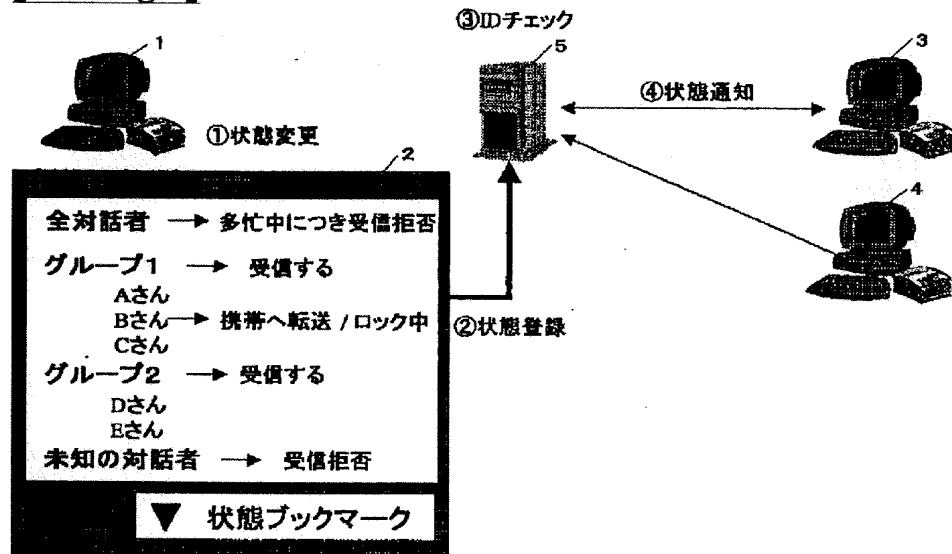 ③IDチェック
1
5
3
④状態通知
①状態変更
2
4
全対話者 → 多忙中につき受信拒否
グループ1 → 受信する
Aさん
Bさん → 携帯へ転送 / ロック中
Cさん
②状態登録
グループ2 → 受信する
Dさん
Eさん
未知の対話者 → 受信拒否
▼ 状態ブックマーク